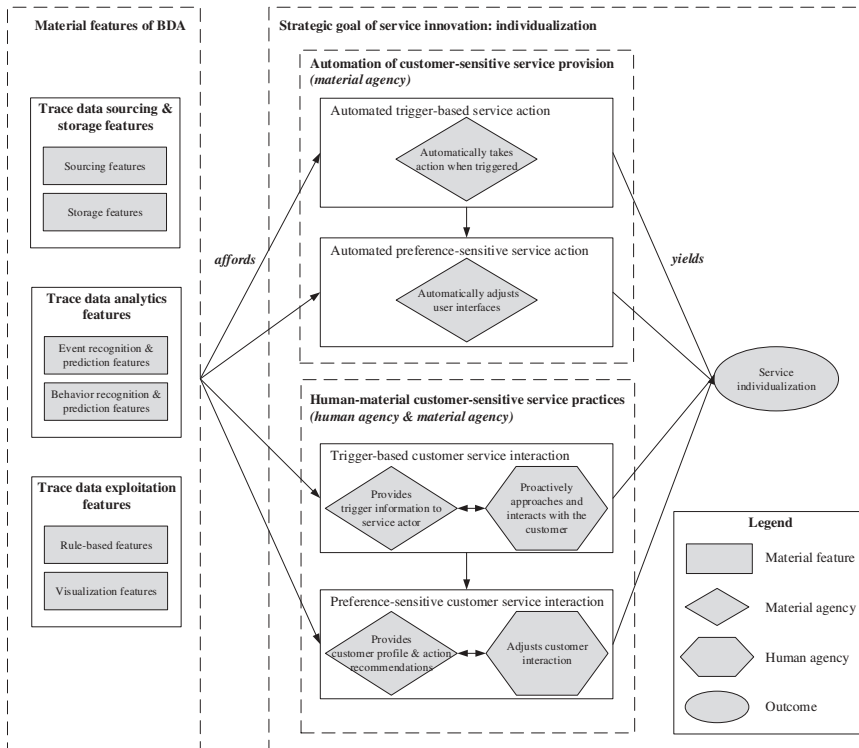 Material features of BDA
Trace data sourcing &
storage features
Sourcing features
Storage features
Trace data analytics
features
Event recognition &
prediction features
Behavior recognition &
prediction features
Trace data exploitation
features
Rule-based features
Visualization features
affords
Strategic goal of service innovation: individualization
Automation of customer-sensitive service provision
(material agency)
Automated trigger-based service action
Automatically takes
action when triggered
Automated preference-sensitive service action
Automatically adjusts
user interfaces
Human-material customer-sensitive service practices
(human agency & material agency)
Trigger-based customer service interaction
Provides
trigger information to
service actor
Proactively
approaches and
interacts with the
customer
Preference-sensitive customer service interaction
Provides
customer profile & action
recommendations
Adjusts customer
interaction
yields
Service
individualization
Legend
Material feature
Material agency
Human agency
Outcome